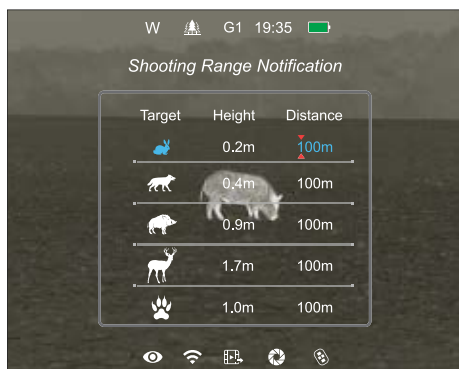 W G1 19:35
Shooting Range Notification
Target Height Distance
0.2m 100m
0.4m 100m
0.9m 100m
1.7m 100m
1.0m 100m